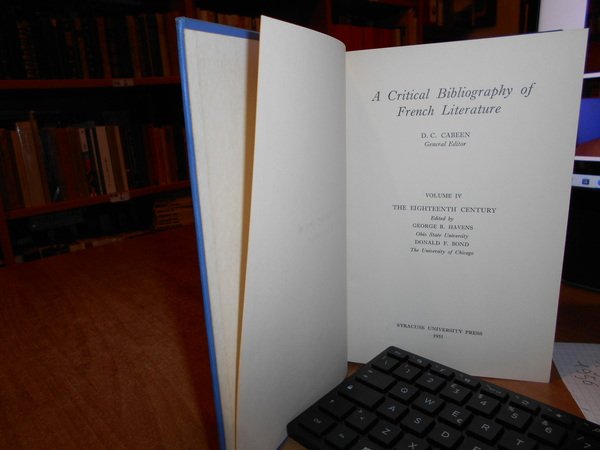 A Critical Bibliography of
French Literature
D. C. CABEEN
General Editor
VOLUME IV
THE EIGHTEENTH CENTURY
Edited by
GEORGE R. HAVENS
Ohio State University
DONALD F. BOND
The University of Chicago
SYRACUSE UNIVERSITY PRESS
1951
Q W E R
A S D
Z